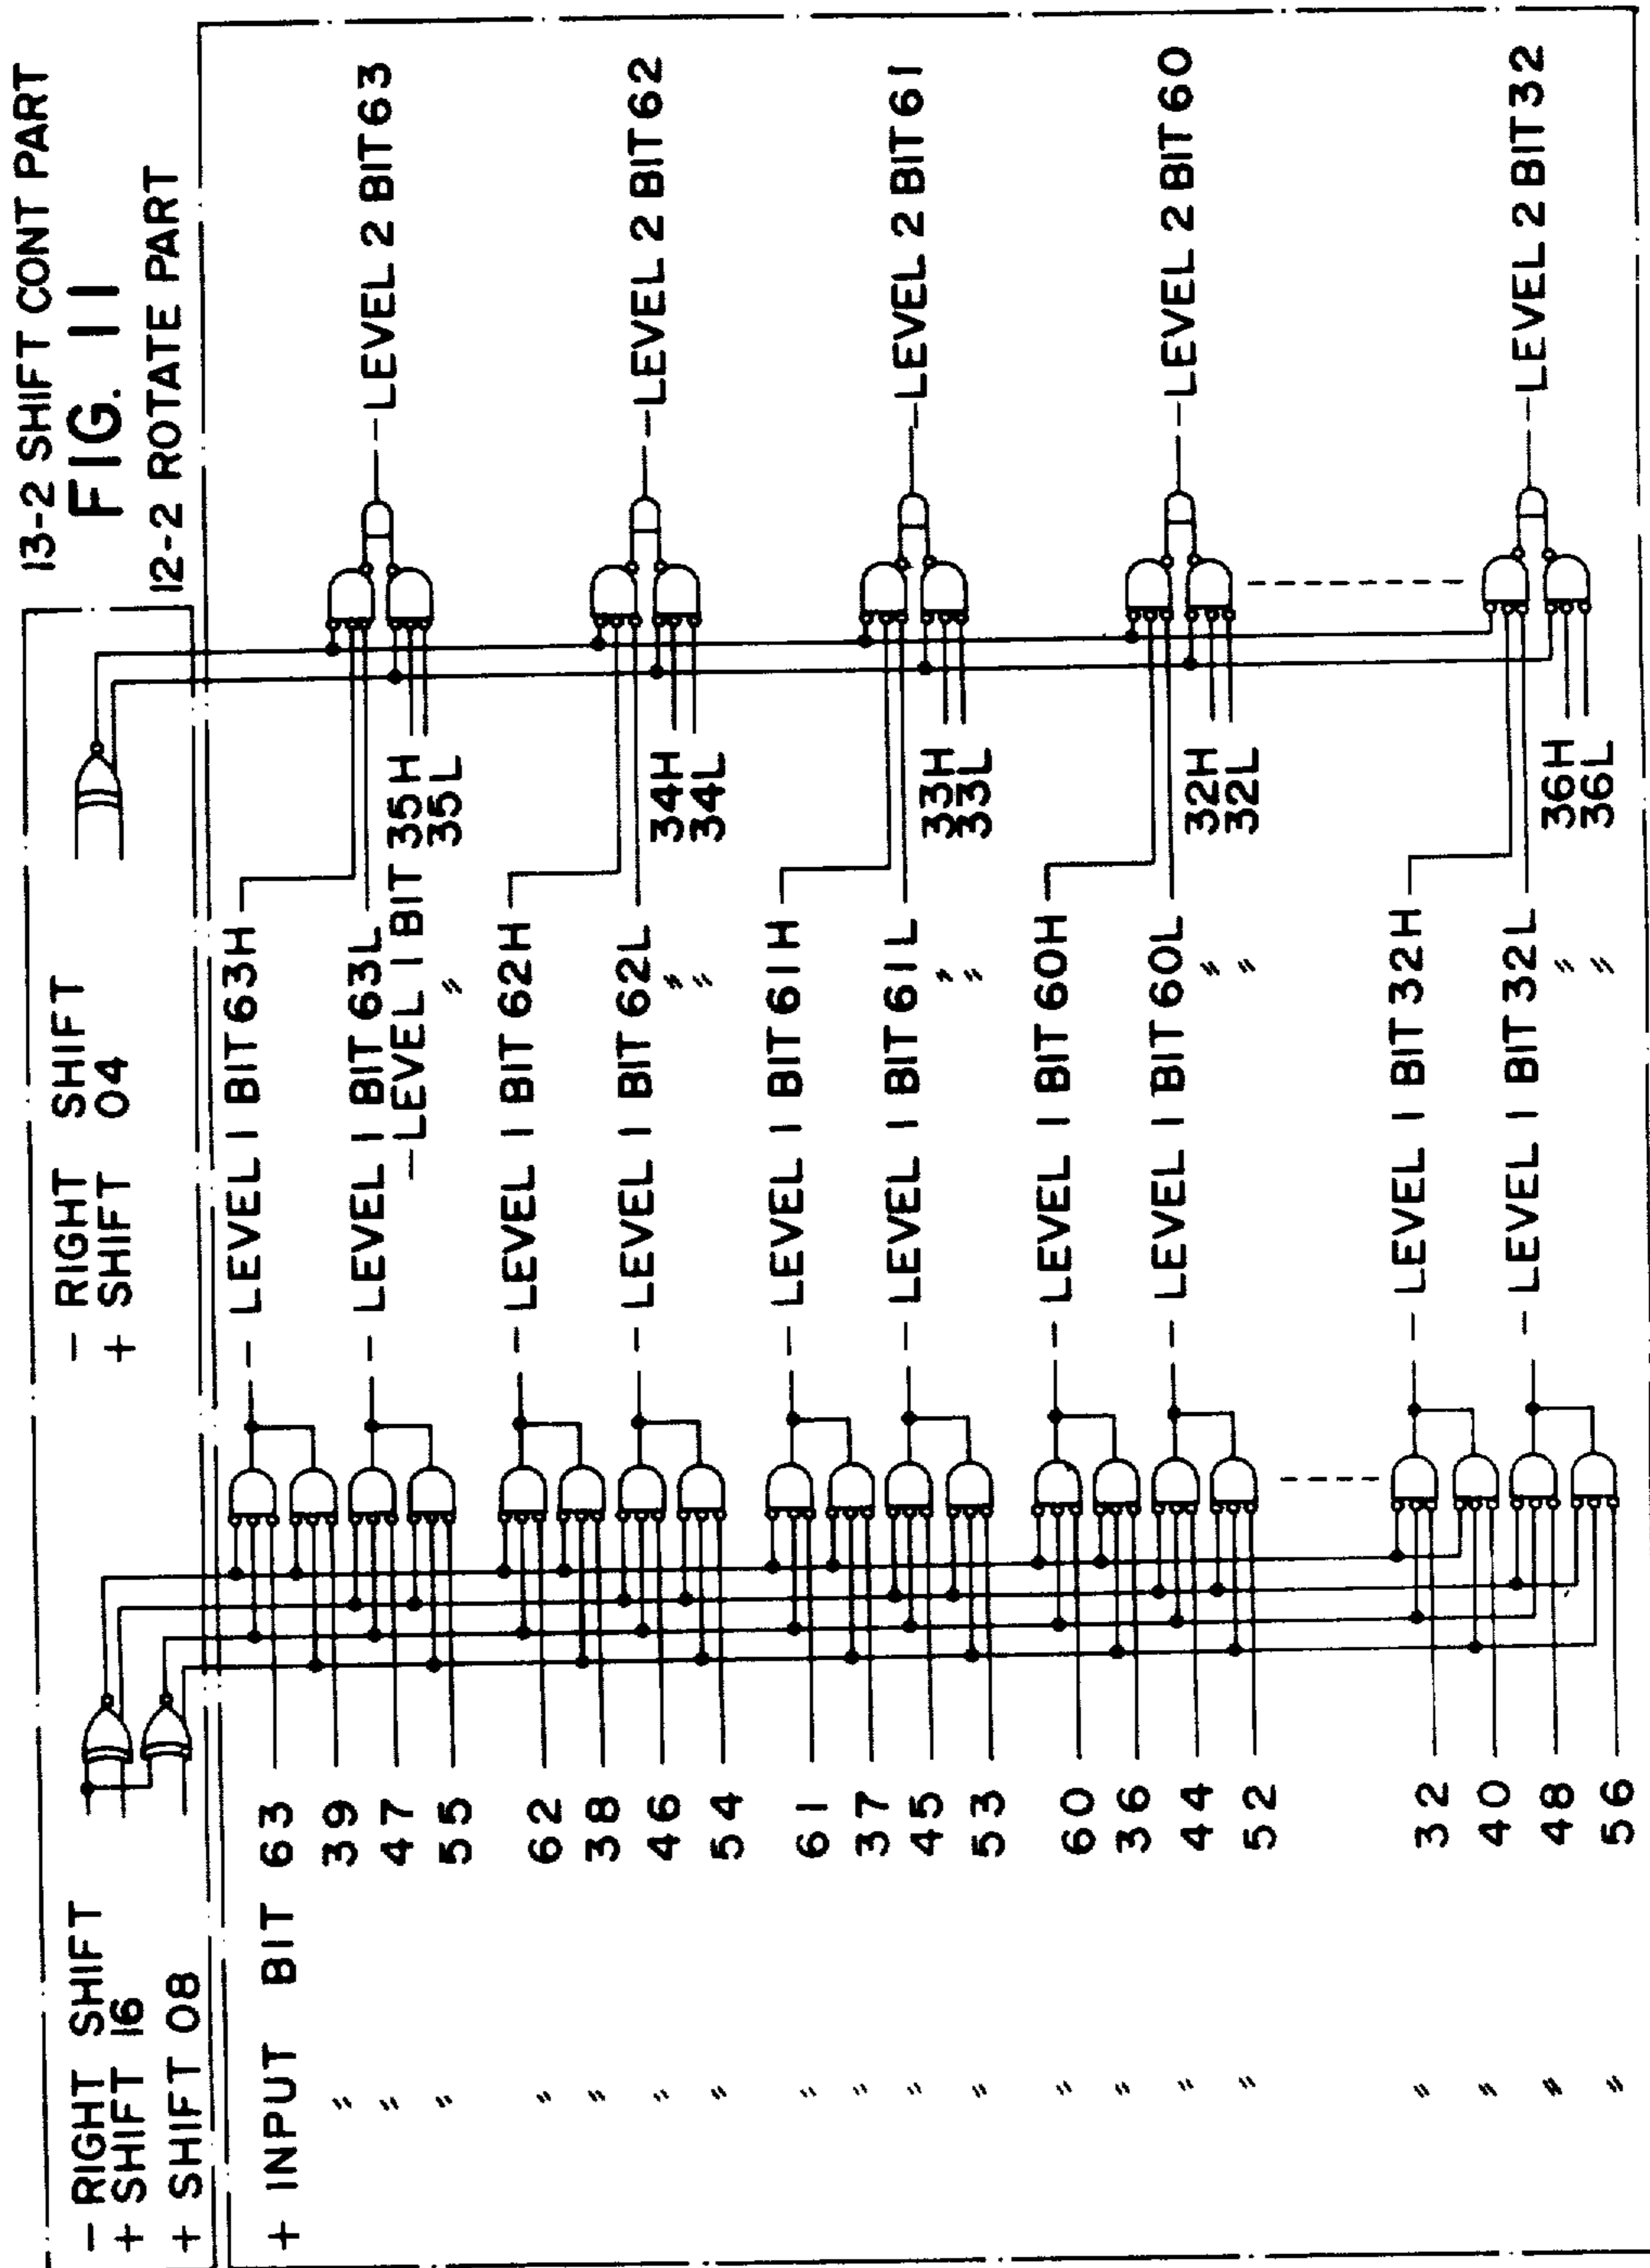 13-2 SHIFT CONT PART
FIG. 11
12-2 ROTATE PART
- RIGHT SHIFT
+ SHIFT 16
+ SHIFT 08
- RIGHT SHIFT
+ SHIFT 04
+ INPUT BIT 63
" 39
" 47
" 55
" 62
" 38
" 46
" 54
" 61
" 37
" 45
" 53
" 60
" 36
" 44
" 52
" 32
" 40
" 48
" 56
- LEVEL 1 BIT 63H
- LEVEL 1 BIT 63L
- LEVEL 1 BIT 35H
" 35L
- LEVEL 1 BIT 62H
- LEVEL 1 BIT 62L
" 34H
" 34L
- LEVEL 1 BIT 61H
- LEVEL 1 BIT 61L
" 33H
" 33L
- LEVEL 1 BIT 60H
- LEVEL 1 BIT 60L
" 32H
" 32L
- LEVEL 1 BIT 32H
- LEVEL 1 BIT 32L
" 36H
" 36L
- LEVEL 2 BIT 63
- LEVEL 2 BIT 62
- LEVEL 2 BIT 61
- LEVEL 2 BIT 60
- LEVEL 2 BIT 32